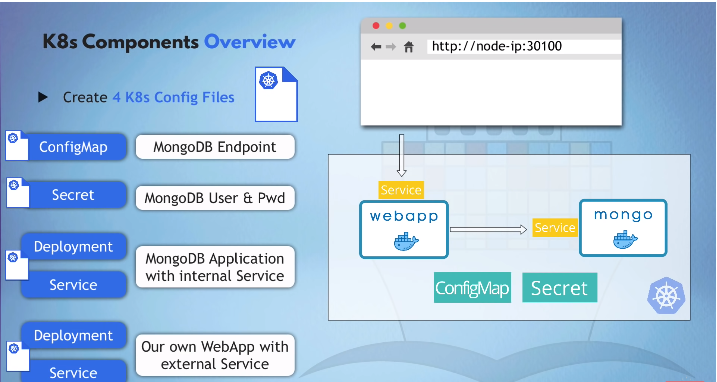 K8s Components Overview
Create 4 K8s Config Files
ConfigMap
MongoDB Endpoint
Secret
MongoDB User & Pwd
Deployment
Service
MongoDB Application
with internal Service
Deployment
Service
Our own WebApp with
external Service
http://node-ip:30100
Service
webapp
Service
mongo
ConfigMap
Secret